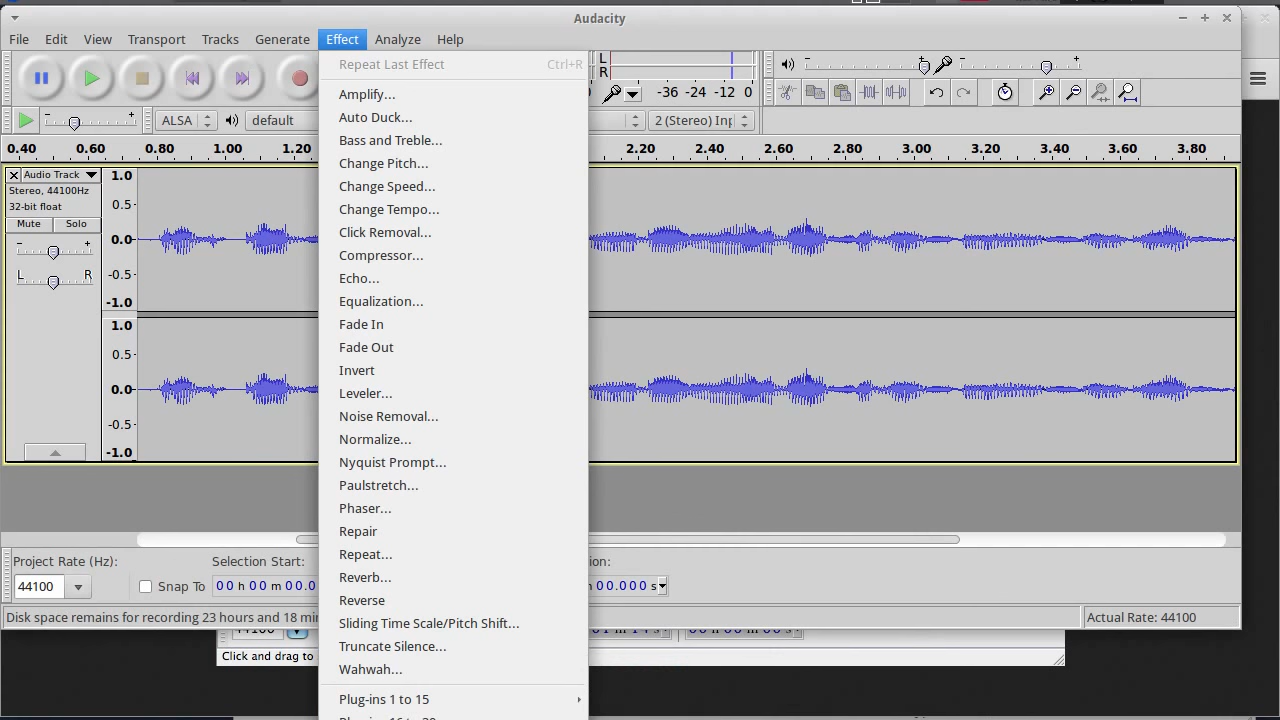 Audacity
File Edit View Transport Tracks Generate Effect Analyze Help
Repeat Last Effect Ctrl+R
Amplify...
Auto Duck...
Bass and Treble...
Change Pitch...
Change Speed...
Change Tempo...
Click Removal...
Compressor...
Echo...
Equalization...
Fade In
Fade Out
Invert
Leveler...
Noise Removal...
Normalize...
Nyquist Prompt...
Paulstretch...
Phaser...
Repair
Repeat...
Reverb...
Reverse
Sliding Time Scale/Pitch Shift...
Truncate Silence...
Wahwah...
Plug-ins 1 to 15
L
R
-36 -24 -12 0
ALSA default
2 (Stereo) Inp
0.40 0.60 0.80 1.00 1.20 2.20 2.40 2.60 2.80 3.00 3.20 3.40 3.60 3.80
Audio Track
Stereo, 44100Hz
32-bit float
Mute Solo
- +
L R
1.0
0.5
0.0
-0.5
-1.0
1.0
0.5
0.0
-0.5
-1.0
Project Rate (Hz):
44100
Snap To
Selection Start:
00 h 00 m 00.0
00.000 s
Disk space remains for recording 23 hours and 18 min
Actual Rate: 44100
Click and drag to